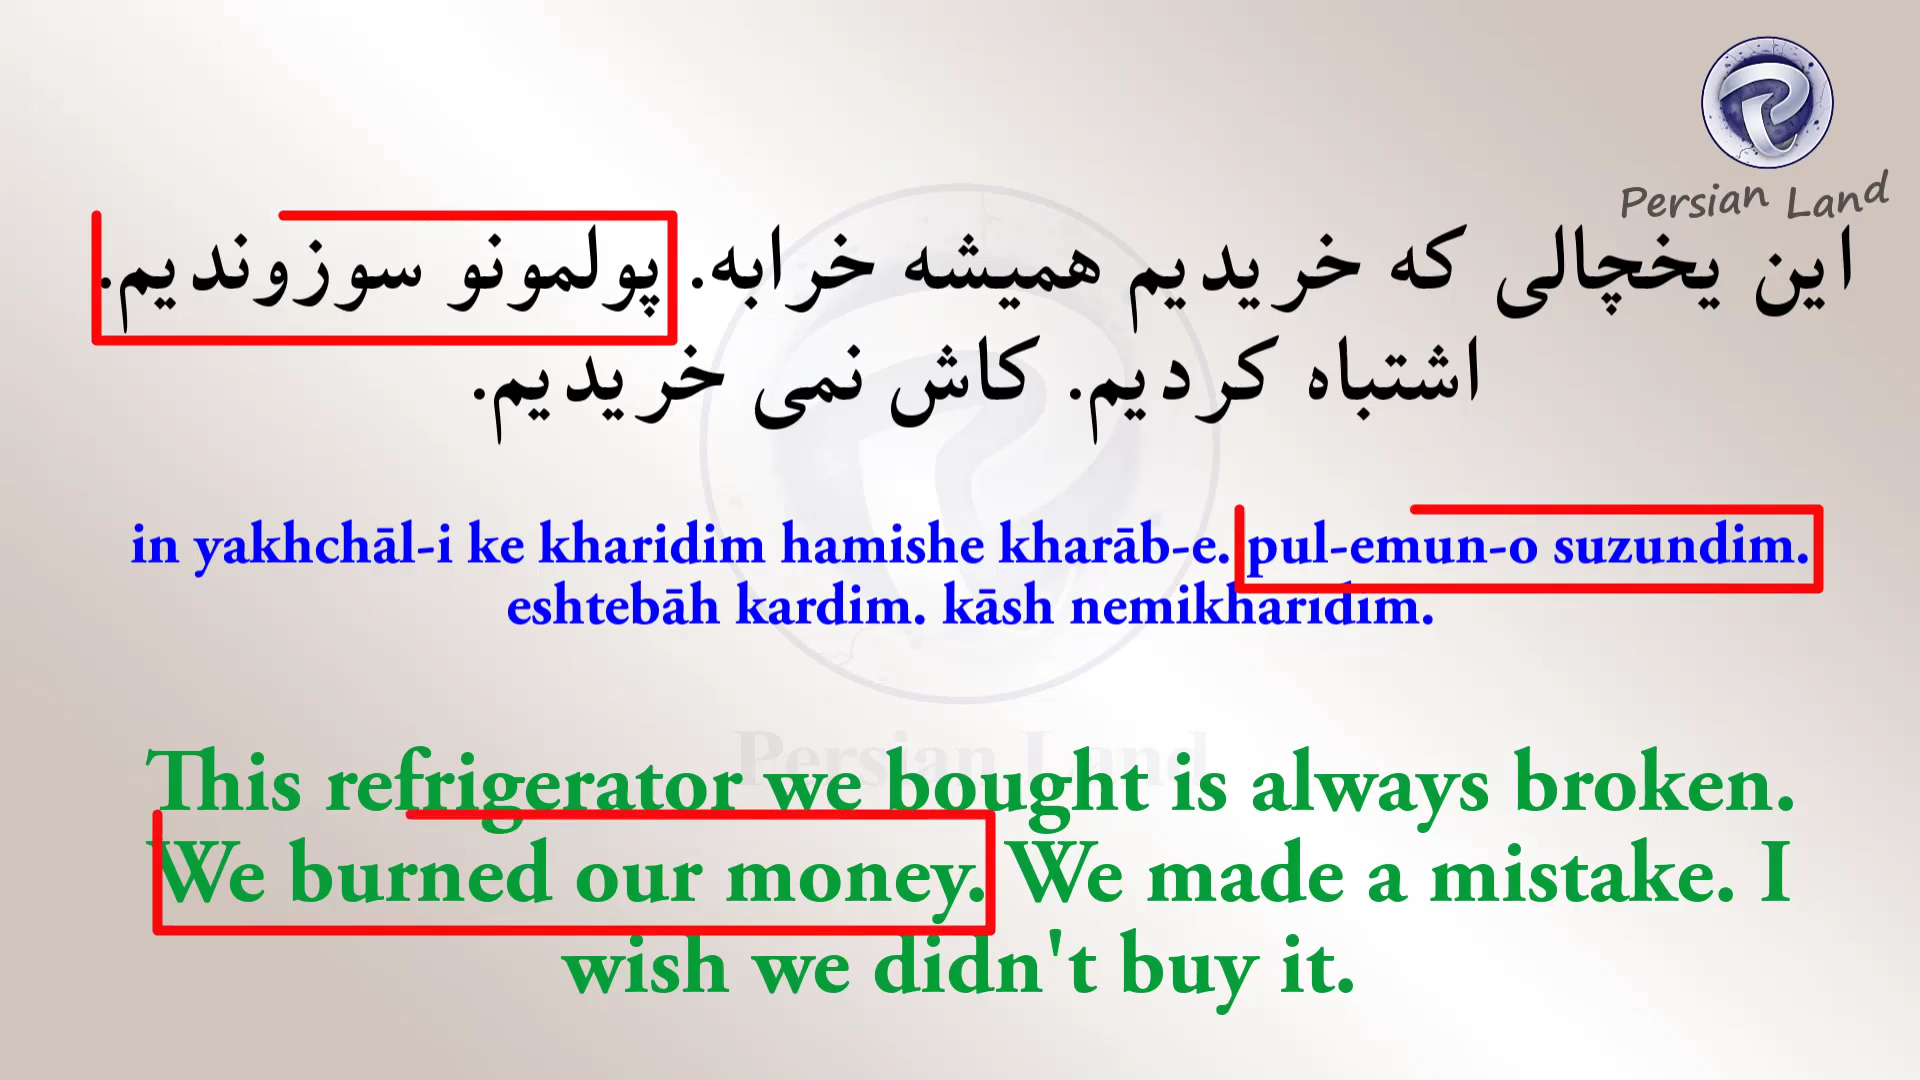 Persian Land
این یخچالی که خریدیم همیشه خرابه. پولمونو سوزوندیم.
اشتباه کردیم. کاش نمی خریدیم.
in yakhchāl-i ke kharidim hamishe kharāb-e. pul-emun-o suzundim.
eshtebāh kardim. kāsh nemikharidim.
Persian Land
This refrigerator we bought is always broken.
We burned our money. We made a mistake. I
wish we didn't buy it.